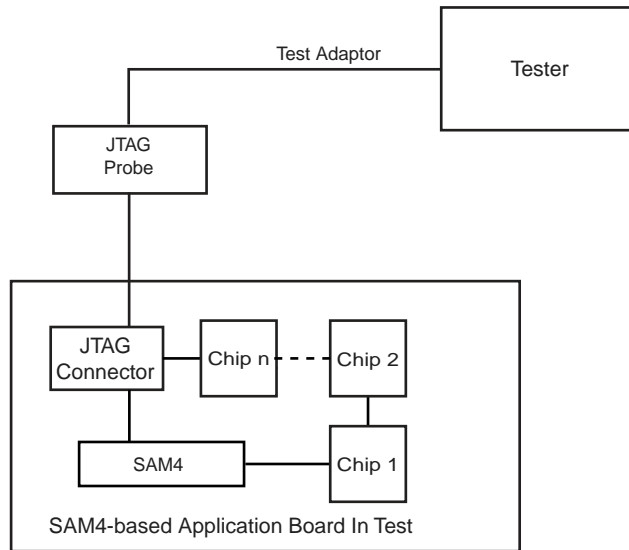 Test Adaptor
Tester
JTAG
Probe
JTAG
Connector
Chip n
Chip 2
SAM4
Chip 1
SAM4-based Application Board In Test